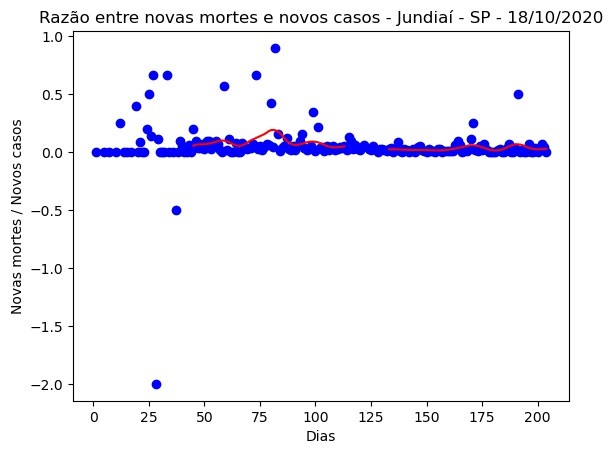 Razão entre novas mortes e novos casos - Jundiaí - SP - 18/10/2020
1.0
0.5
0.0
−0.5
−1.0
−1.5
−2.0
Novas mortes / Novos casos
0 25 50 75 100 125 150 175 200
Dias